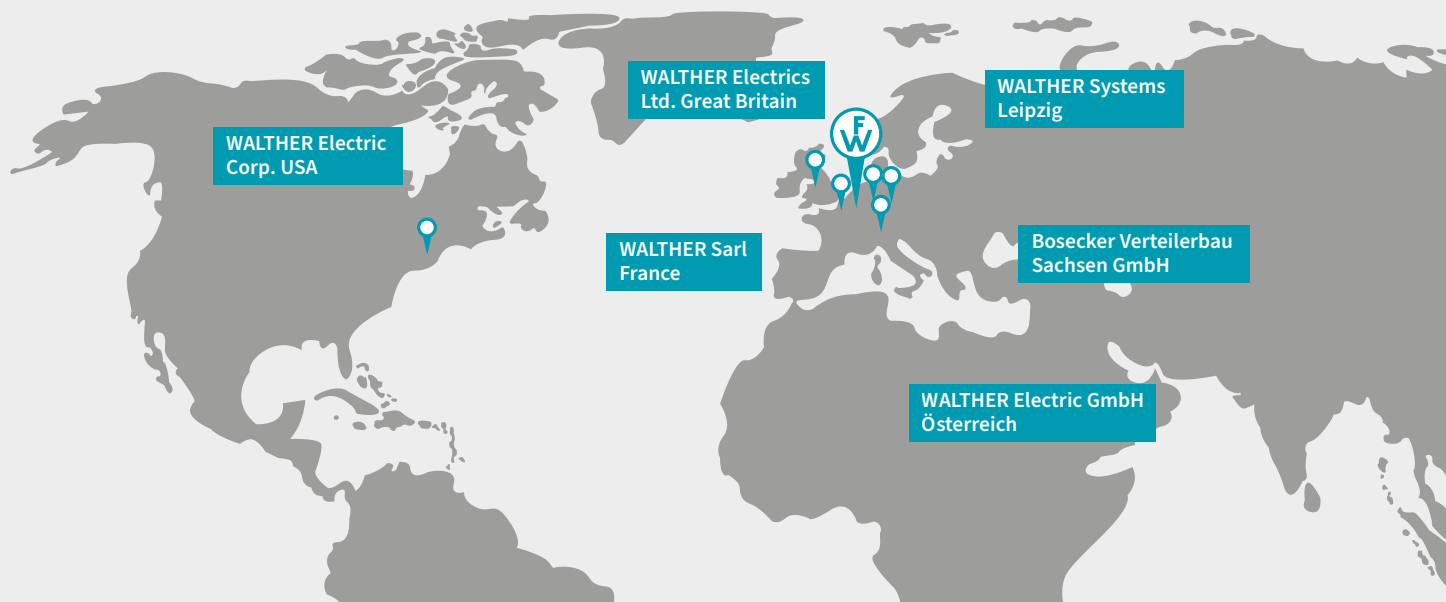 WALTHER Electrics
Ltd. Great Britain
WALTHER Systems
Leipzig
FW
WALTHER Electric
Corp. USA
WALTHER Sarl
France
Bosecker Verteilerbau
Sachsen GmbH
WALTHER Electric GmbH
Österreich